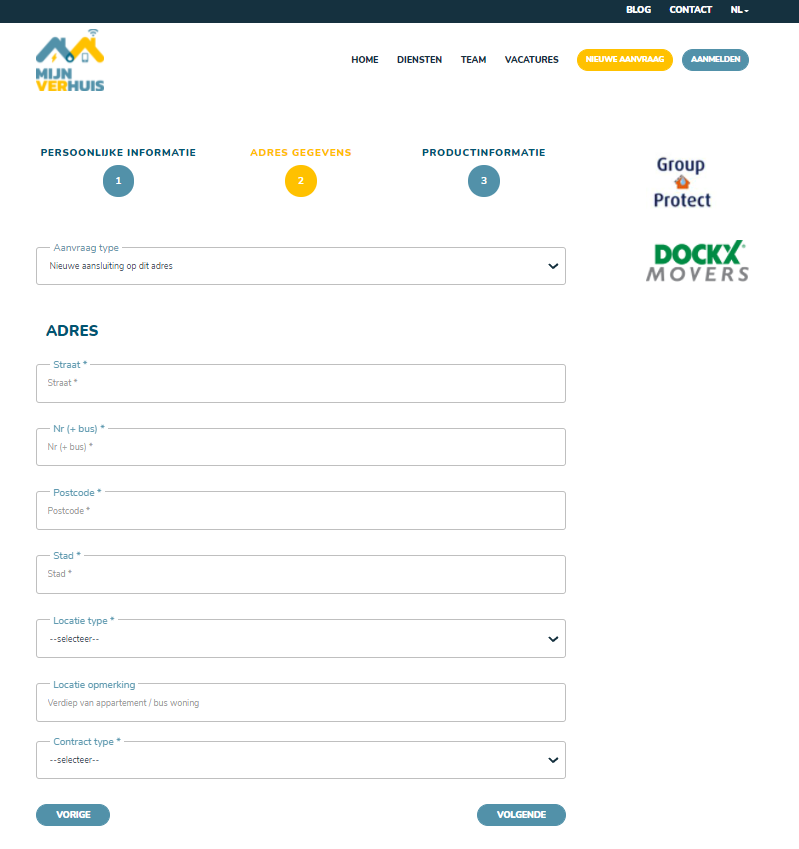 BLOG CONTACT NL
MIJN
VERHUIS
HOME DIENSTEN TEAM VACATURES NIEUWE AANVRAAG AANMELDEN
PERSOONLIJKE INFORMATIE ADRES GEGEVENS PRODUCTINFORMATIE
1 2 3
Group
Protect
DOCKX
MOVERS
Aanvraag type
Nieuwe aansluiting op dit adres
ADRES
Straat *
Straat *
Nr (+ bus) *
Nr (+ bus) *
Postcode *
Postcode *
Stad *
Stad *
Locatie type *
--selecteer--
Locatie opmerking
Verdiep van appartement / bus woning
Contract type *
--selecteer--
VORIGE VOLGENDE